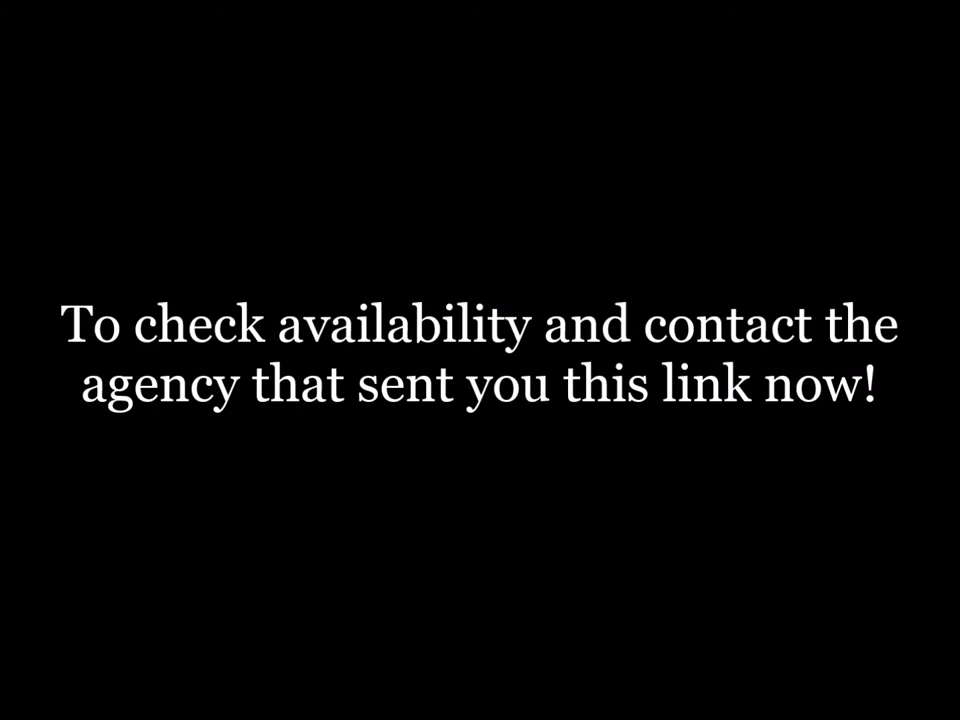 To check availability and contact the
agency that sent you this link now!